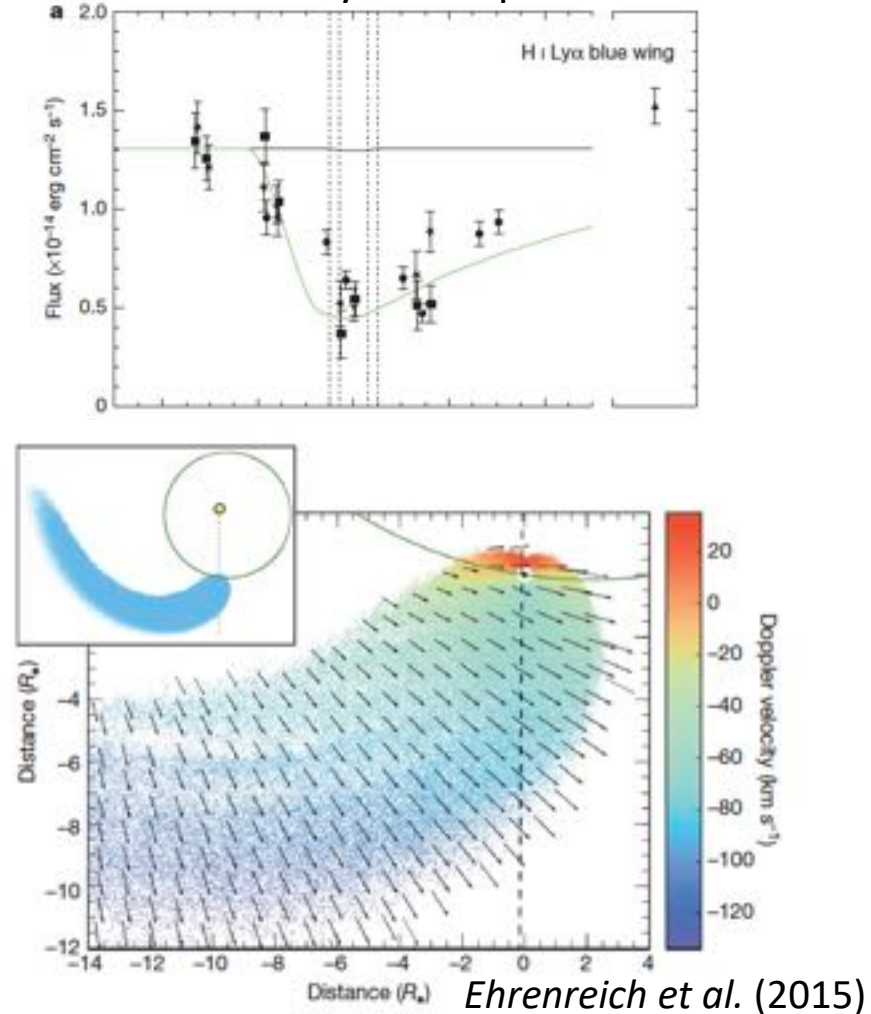 a
2.0
H I Lyα blue wing
1.5
1.0
0.5
0
Flux (×10⁻¹⁴ erg cm⁻² s⁻¹)
20
0
−20
−40
−60
−80
−100
−120
Doppler velocity (km s⁻¹)
−4
−6
−8
−10
−12
Distance (R⋆)
−14 −12 −10 −8 −6 −4 −2 0 2 4
Distance (R⋆)
Ehrenreich et al. (2015)